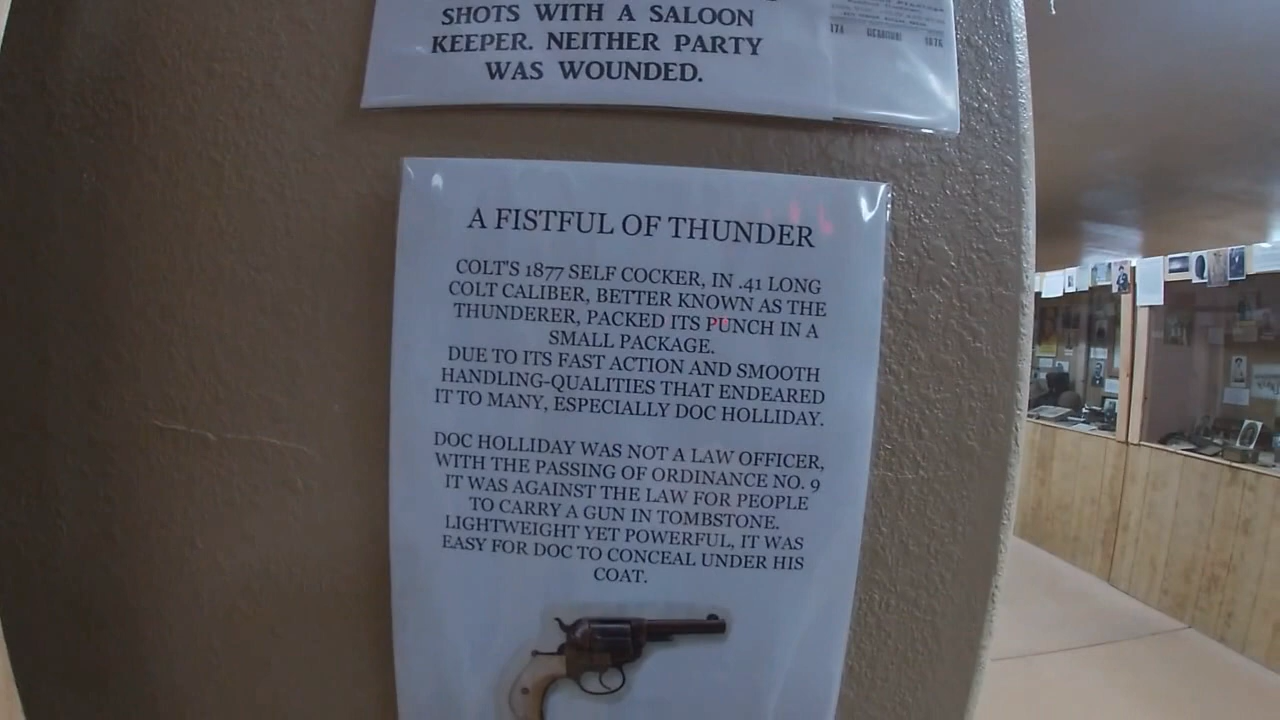 SHOTS WITH A SALOON
KEEPER. NEITHER PARTY
WAS WOUNDED.
1876
A FISTFUL OF THUNDER
COLT'S 1877 SELF COCKER, IN .41 LONG
COLT CALIBER, BETTER KNOWN AS THE
THUNDERER, PACKED ITS PUNCH IN A
SMALL PACKAGE.
DUE TO ITS FAST ACTION AND SMOOTH
HANDLING-QUALITIES THAT ENDEARED
IT TO MANY, ESPECIALLY DOC HOLLIDAY.
DOC HOLLIDAY WAS NOT A LAW OFFICER,
WITH THE PASSING OF ORDINANCE NO. 9
IT WAS AGAINST THE LAW FOR PEOPLE
TO CARRY A GUN IN TOMBSTONE.
LIGHTWEIGHT YET POWERFUL, IT WAS
EASY FOR DOC TO CONCEAL UNDER HIS
COAT.